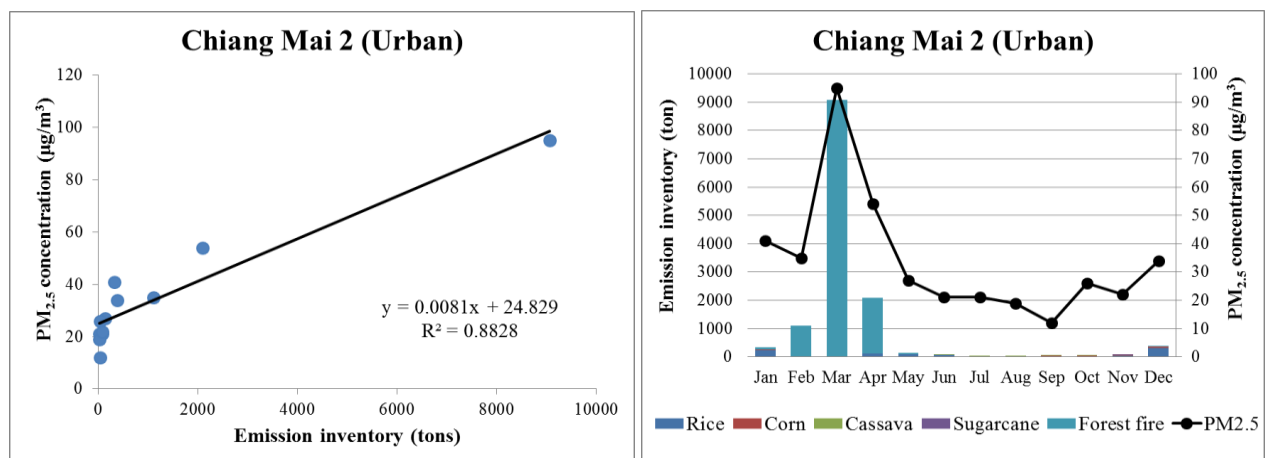 Chiang Mai 2 (Urban)
PM2.5 concentration (µg/m³)
120
100
80
60
40
20
0
y = 0.0081x + 24.829
R² = 0.8828
0 2000 4000 6000 8000 10000
Emission inventory (tons)
Chiang Mai 2 (Urban)
Emission inventory (ton)
10000
9000
8000
7000
6000
5000
4000
3000
2000
1000
0
100
90
80
70
60
50
40
30
20
10
0
PM2.5 concentration (µg/m³)
Jan Feb Mar Apr May Jun Jul Aug Sep Oct Nov Dec
Rice Corn Cassava Sugarcane Forest fire PM2.5